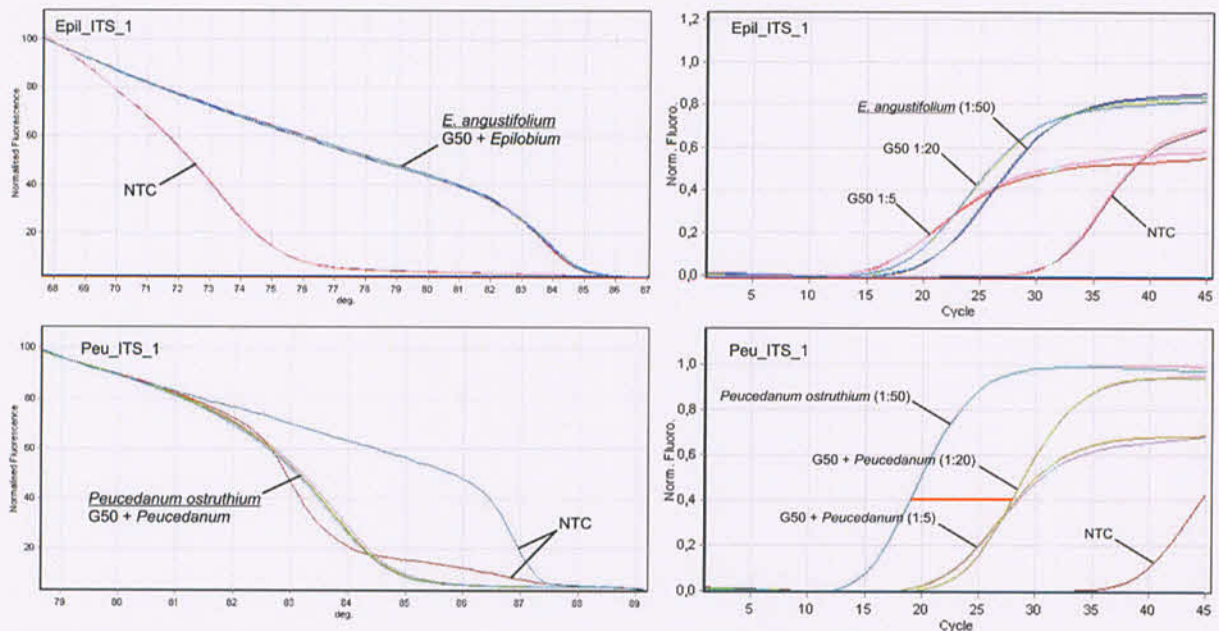 Epil_ITS_1
Normalised Fluorescence
100
80
60
40
20
E. angustifolium
G50 + Epilobium
NTC
68 69 70 71 72 73 74 75 76 77 78 79 80 81 82 83 84 85 86 87
deg.
Epil_ITS_1
Norm. Fluoro.
1,2
1,0
0,8
0,6
0,4
0,2
0,0
E. angustifolium (1:50)
G50 1:20
G50 1:5
NTC
5 10 15 20 25 30 35 40 45
Cycle
Peu_ITS_1
Normalised Fluorescence
100
80
60
40
20
Peucedanum ostruthium
G50 + Peucedanum
NTC
79 80 81 82 83 84 85 86 87 88 89
deg.
Peu_ITS_1
Norm. Fluoro.
1,0
0,8
0,6
0,4
0,2
0,0
Peucedanum ostruthium (1:50)
G50 + Peucedanum (1:20)
G50 + Peucedanum (1:5)
NTC
5 10 15 20 25 30 35 40 45
Cycle